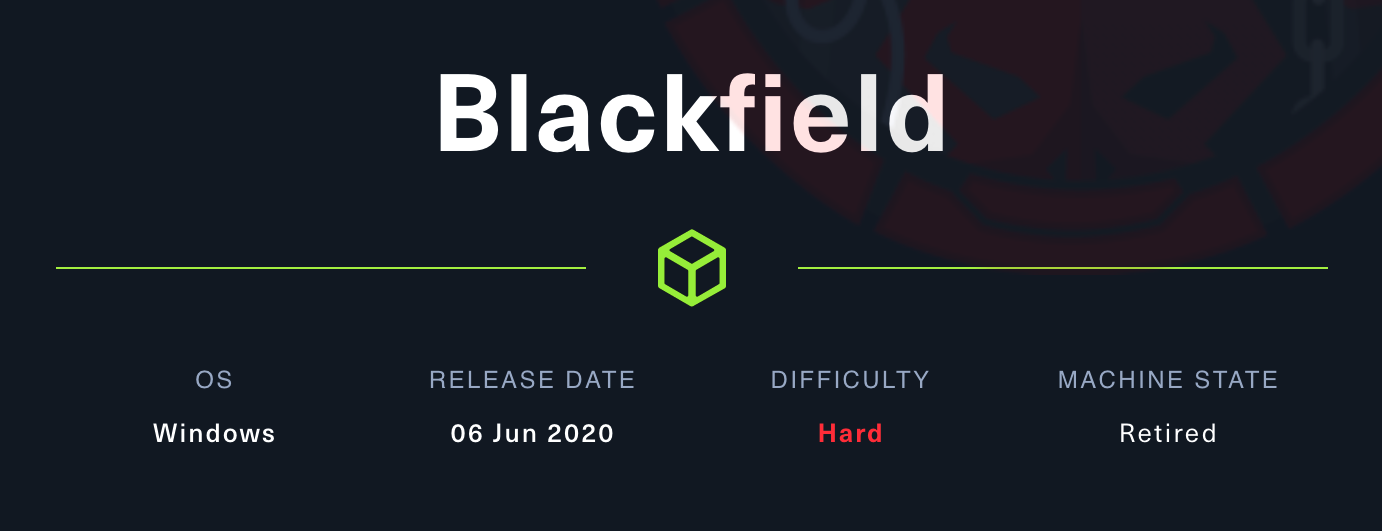 Blackfield
OS RELEASE DATE DIFFICULTY MACHINE STATE
Windows 06 Jun 2020 Hard Retired